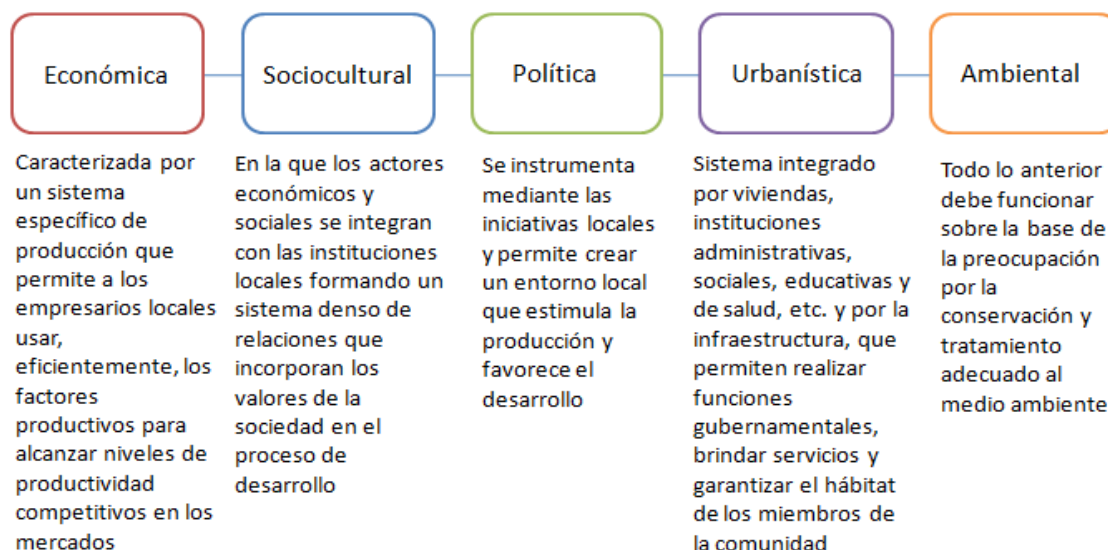 Económica
Sociocultural
Política
Urbanística
Ambiental
Caracterizada por
un sistema
específico de
producción que
permite a los
empresarios locales
usar,
eficientemente, los
factores
productivos para
alcanzar niveles de
productividad
competitivos en los
mercados
En la que los actores
económicos y
sociales se integran
con las instituciones
locales formando un
sistema denso de
relaciones que
incorporan los
valores de la
sociedad en el
proceso de
desarrollo
Se instrumenta
mediante las
iniciativas locales
y permite crear
un entorno local
que estimula la
producción y
favorece el
desarrollo
Sistema integrado
por viviendas,
instituciones
administrativas,
sociales, educativas y
de salud, etc. y por la
infraestructura, que
permiten realizar
funciones
gubernamentales,
brindar servicios y
garantizar el hábitat
de los miembros de
la comunidad
Todo lo anterior
debe funcionar
sobre la base de
la preocupación
por la
conservación y
tratamiento
adecuado al
medio ambiente